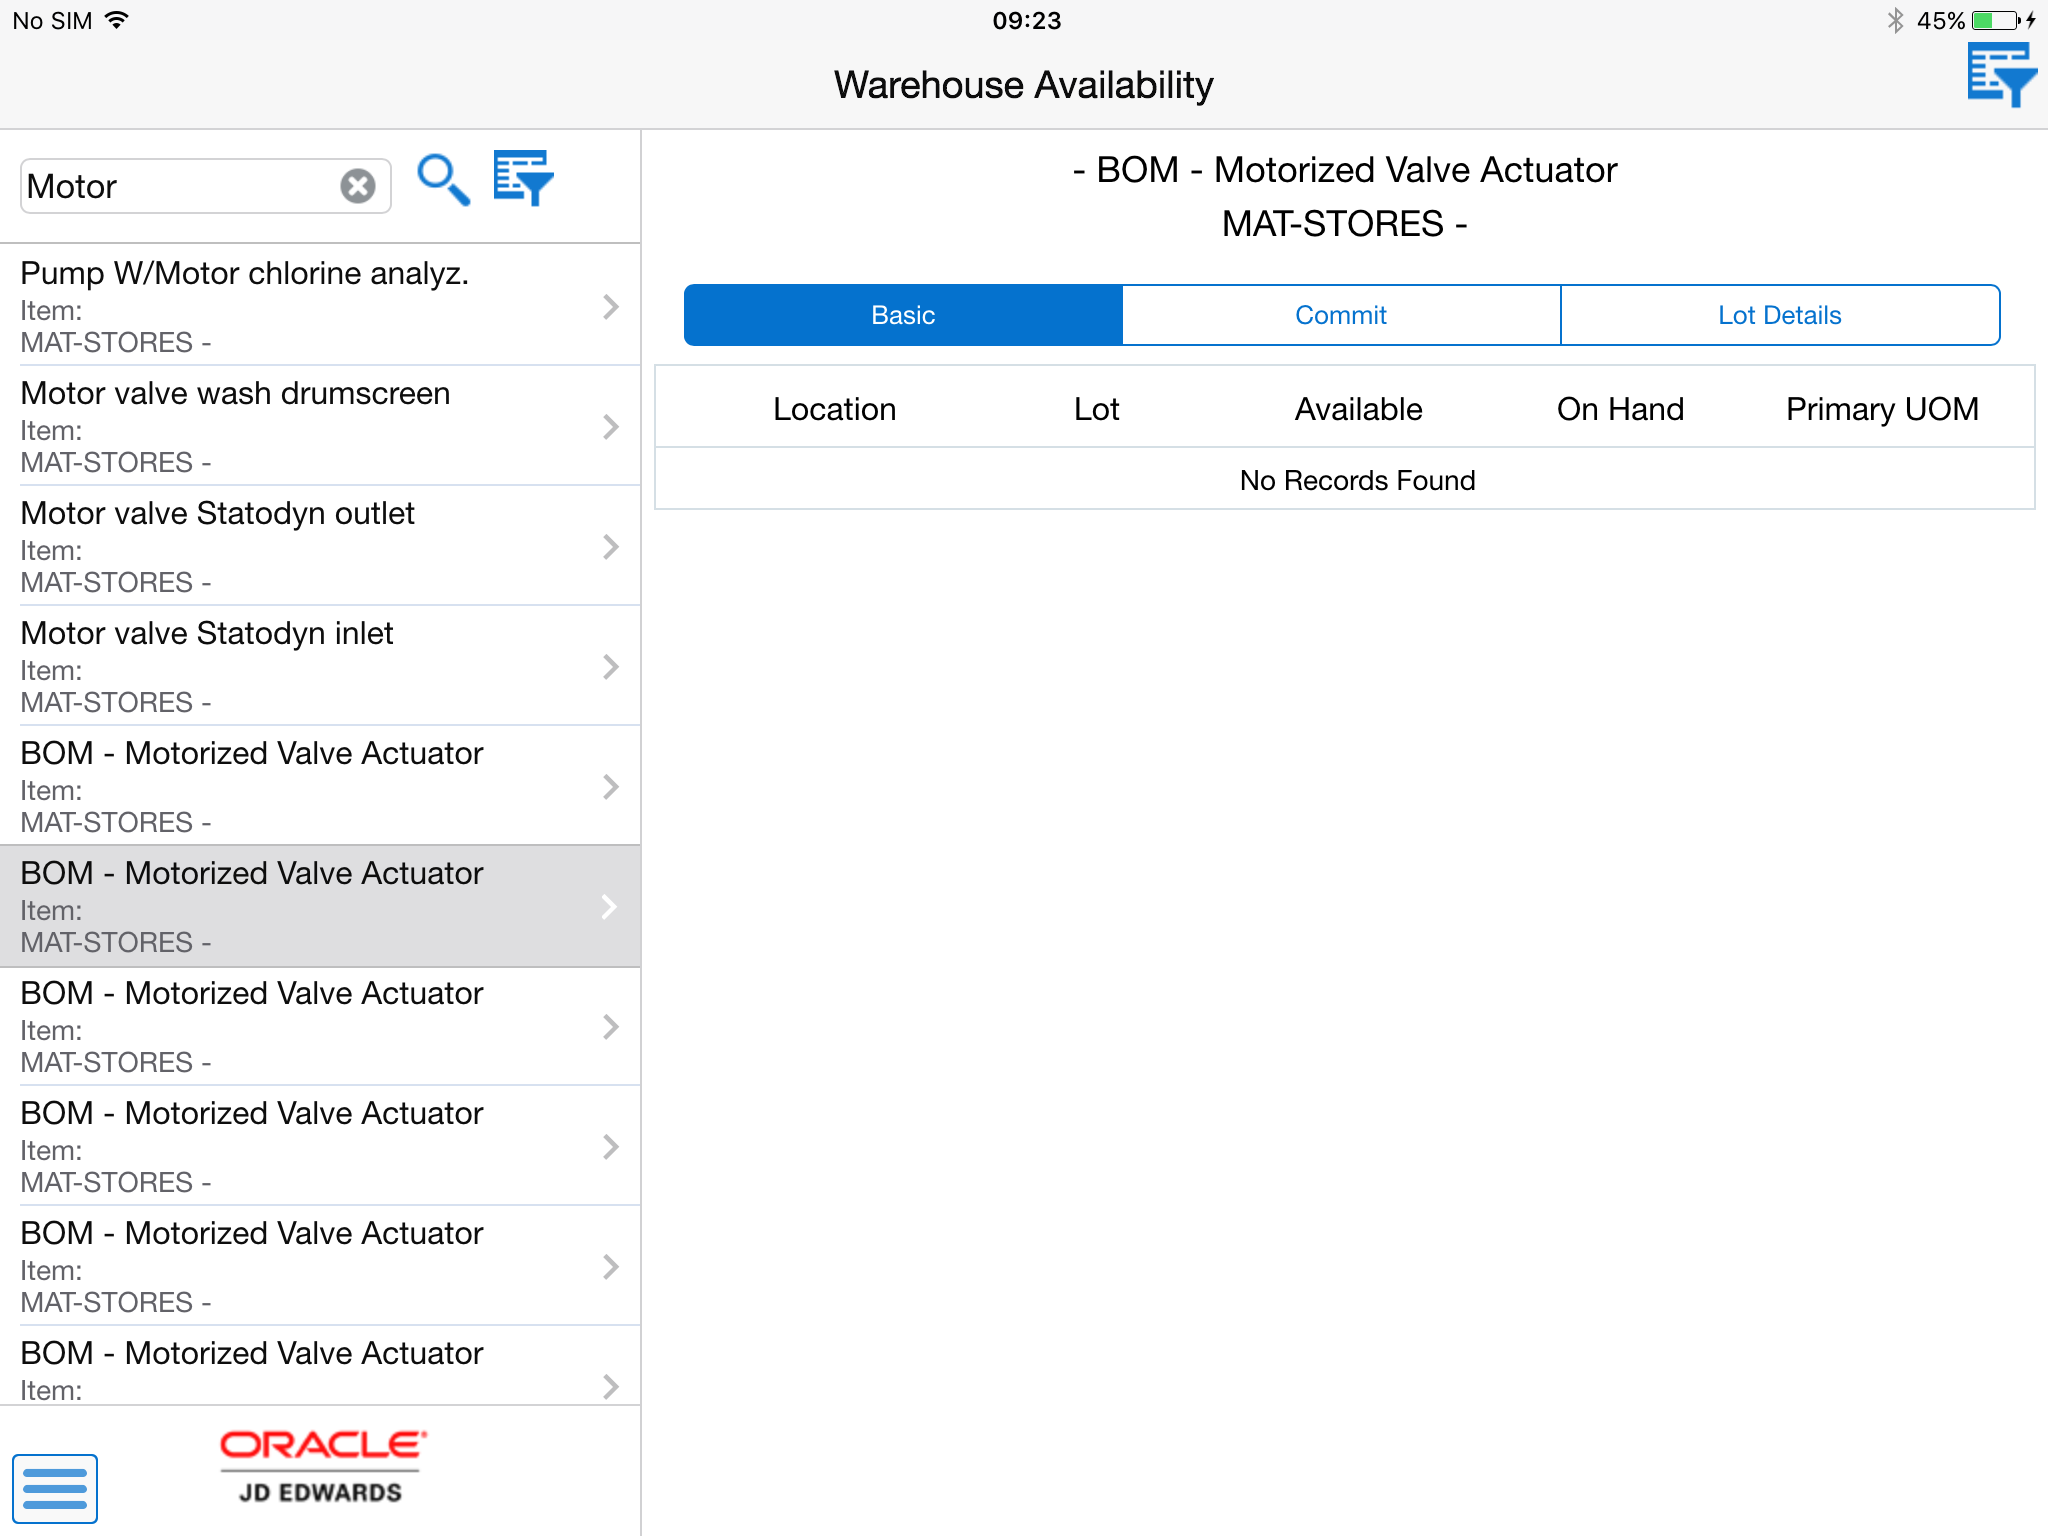 No SIM
09:23
45%
Warehouse Availability
Motor
Pump W/Motor chlorine analyz.
Item:
MAT-STORES -
Motor valve wash drumscreen
Item:
MAT-STORES -
Motor valve Statodyn outlet
Item:
MAT-STORES -
Motor valve Statodyn inlet
Item:
MAT-STORES -
BOM - Motorized Valve Actuator
Item:
MAT-STORES -
BOM - Motorized Valve Actuator
Item:
MAT-STORES -
BOM - Motorized Valve Actuator
Item:
MAT-STORES -
BOM - Motorized Valve Actuator
Item:
MAT-STORES -
BOM - Motorized Valve Actuator
Item:
MAT-STORES -
BOM - Motorized Valve Actuator
Item:
ORACLE
JD EDWARDS
- BOM - Motorized Valve Actuator
MAT-STORES -
Basic Commit Lot Details
Location Lot Available On Hand Primary UOM
No Records Found